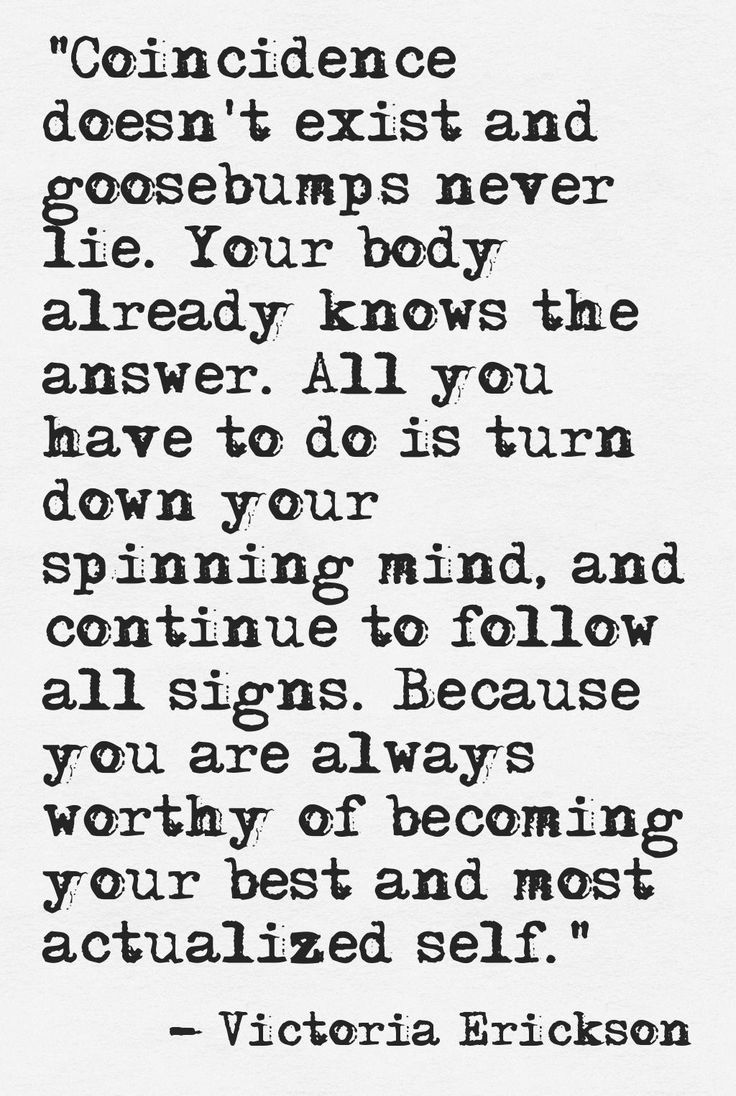 "Coincidence
doesn't exist and
goosebumps never
lie. Your body
already knows the
answer. All you
have to do is turn
down your
spinning mind, and
continue to follow
all signs. Because
you are always
worthy of becoming
your best and most
actualized self."
- Victoria Erickson